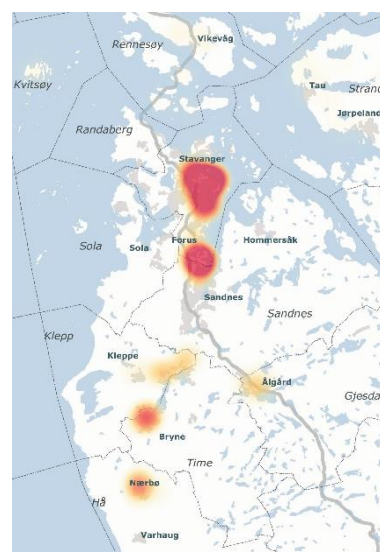 Vikevåg
Rennesøy
Kvitsøy
Tau
Strand
Jørpeland
Randaberg
Stavanger
Forus
Sola
Sola
Hommersåk
Sandnes
Sandnes
Klepp
Kleppe
Ålgård
Gjesda
Bryne
Time
Nærbø
Hå
Varhaug